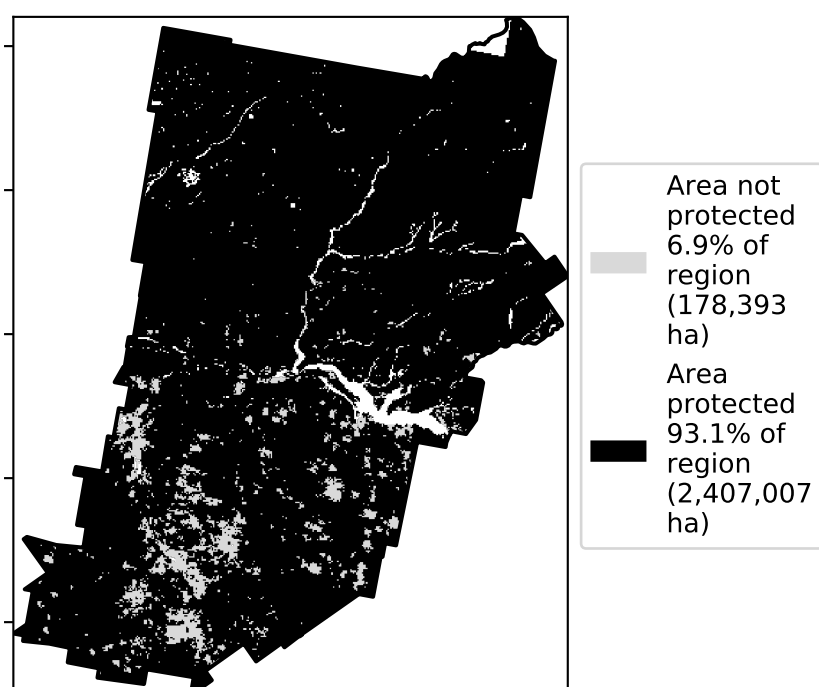 Area not
protected
6.9% of
region
(178,393
ha)
Area
protected
93.1% of
region
(2,407,007
ha)